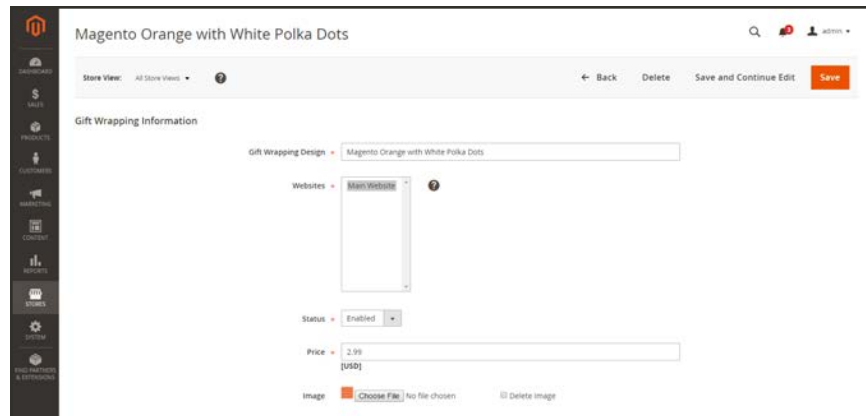 Magento Orange with White Polka Dots
3
admin
DASHBOARD
SALES
PRODUCTS
CUSTOMERS
MARKETING
CONTENT
REPORTS
STORES
SYSTEM
FIND PARTNERS
& EXTENSIONS
Store View: All Store Views ?
← Back Delete Save and Continue Edit Save
Gift Wrapping Information
Gift Wrapping Design * Magento Orange with White Polka Dots
Websites * Main Website ?
Status * Enabled
Price * 2.99
[USD]
Image Choose File No file chosen Delete Image